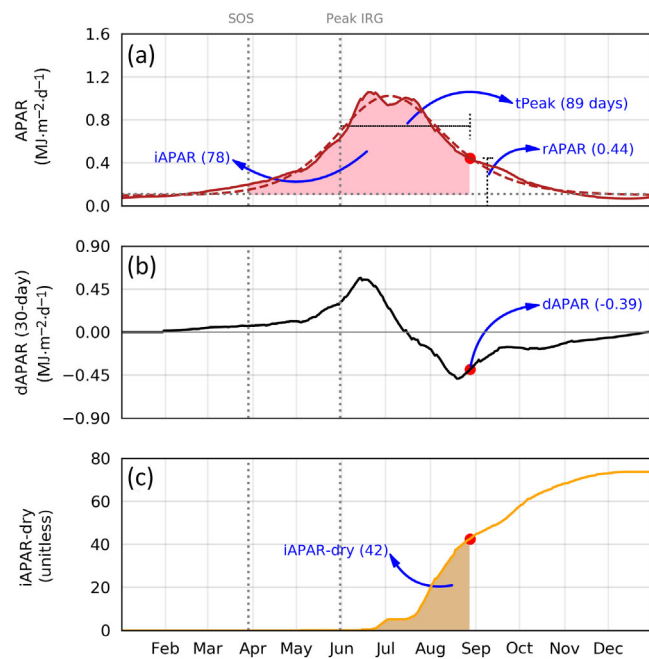 SOS Peak IRG
(a)
APAR
(MJ·m⁻²·d⁻¹)
1.6
1.2
0.8
0.4
0.0
tPeak (89 days)
iAPAR (78)
rAPAR (0.44)
(b)
dAPAR (30-day)
(MJ·m⁻²·d⁻¹)
0.90
0.45
0.00
−0.45
−0.90
dAPAR (-0.39)
(c)
iAPAR-dry
(unitless)
80
60
40
20
0
iAPAR-dry (42)
Feb Mar Apr May Jun Jul Aug Sep Oct Nov Dec